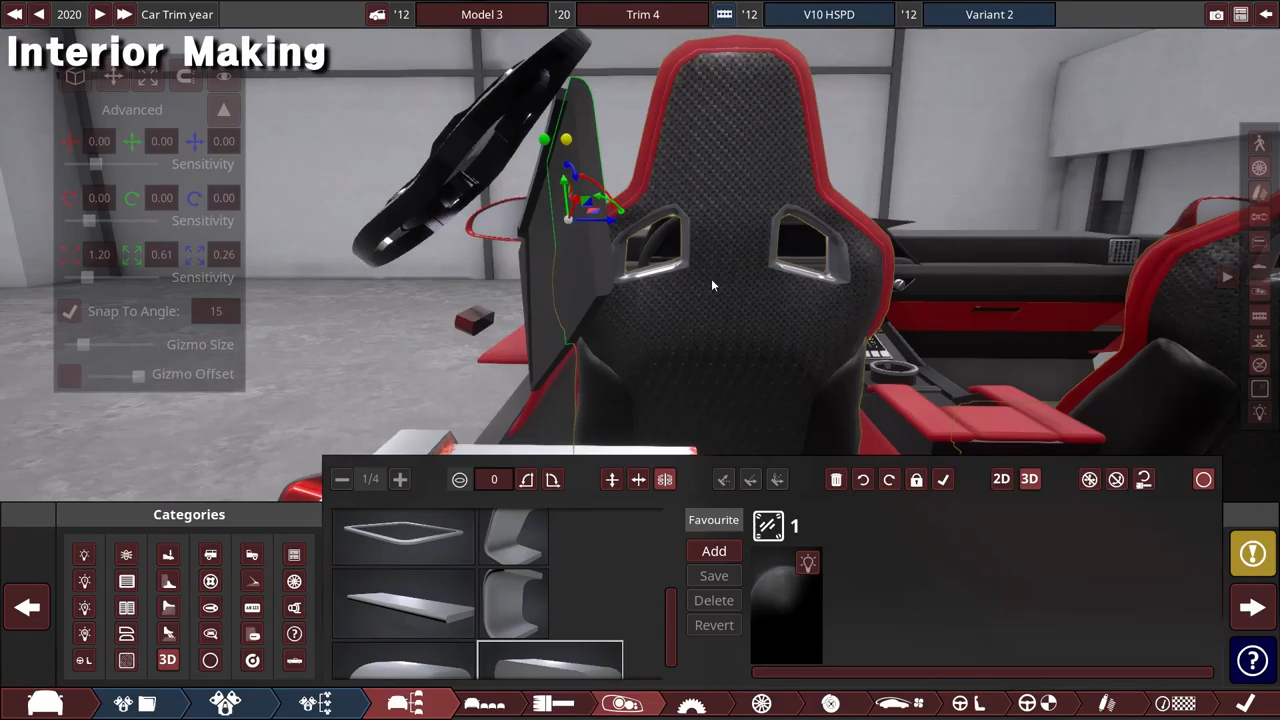 2020 Car Trim year '12 Model 3 '20 Trim 4 '12 V10 HSPD '12 Variant 2
Interior Making
Advanced
0.00 0.00 0.00
Sensitivity
0.00 0.00 0.00
Sensitivity
1.20 0.61 0.26
Sensitivity
Snap To Angle: 15
Gizmo Size
Gizmo Offset
1/4 0 2D 3D
Categories
Favourite 1
Add
Save
Delete
Revert
L 3D
?
?